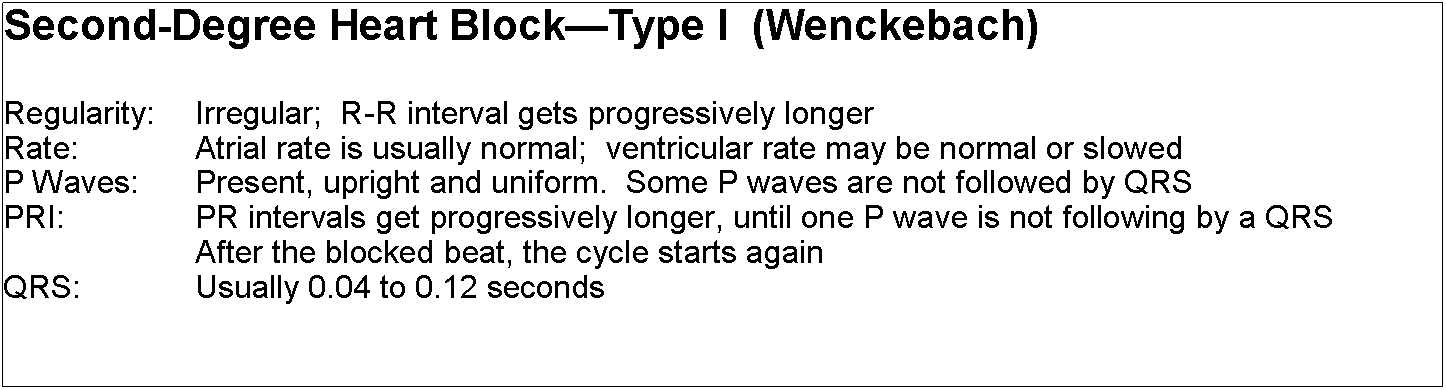 Second-Degree Heart Block—Type I (Wenckebach)
Regularity: Irregular; R-R interval gets progressively longer
Rate: Atrial rate is usually normal; ventricular rate may be normal or slowed
P Waves: Present, upright and uniform. Some P waves are not followed by QRS
PRI: PR intervals get progressively longer, until one P wave is not following by a QRS
After the blocked beat, the cycle starts again
QRS: Usually 0.04 to 0.12 seconds